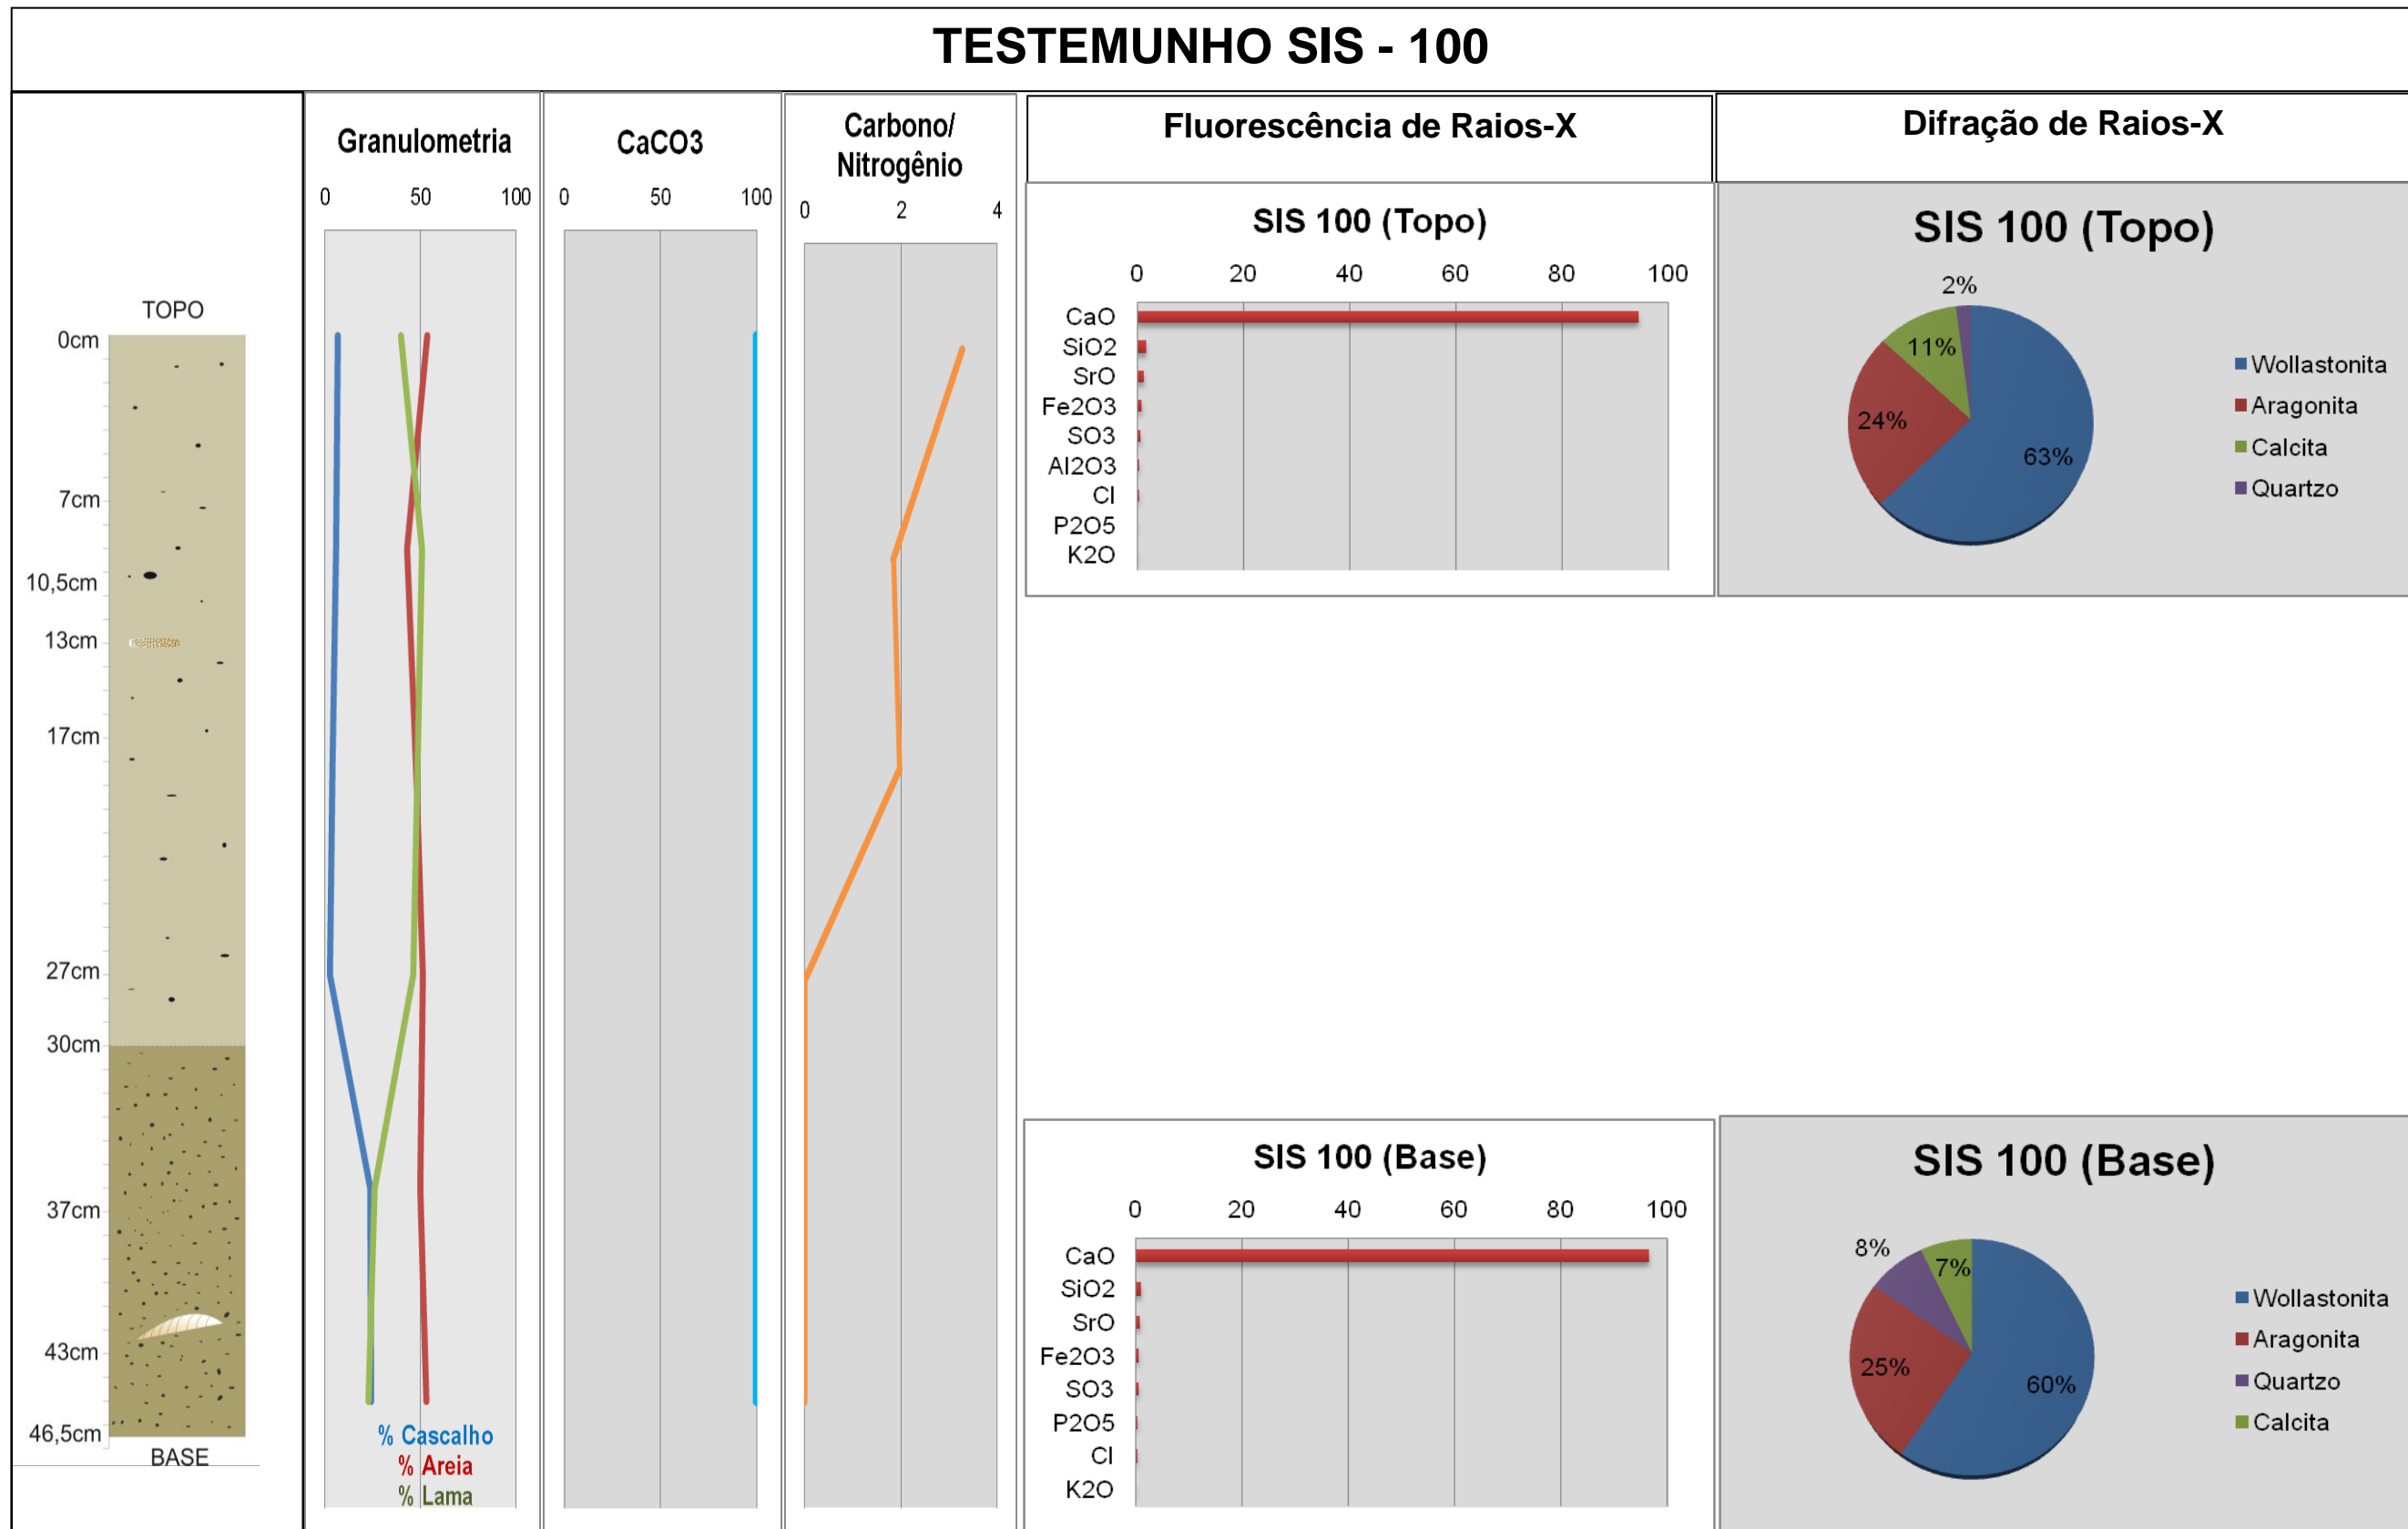 TESTEMUNHO SIS - 100
TOPO
0cm
7cm
10,5cm
13cm
17cm
27cm
30cm
37cm
43cm
46,5cm
BASE
Granulometria
0 50 100
% Cascalho
% Areia
% Lama
CaCO3
0 50 100
Carbono/
Nitrogênio
0 2 4
Fluorescência de Raios-X
SIS 100 (Topo)
0 20 40 60 80 100
CaO
SiO2
SrO
Fe2O3
SO3
Al2O3
Cl
P2O5
K2O
SIS 100 (Base)
0 20 40 60 80 100
CaO
SiO2
SrO
Fe2O3
SO3
P2O5
Cl
K2O
Difração de Raios-X
SIS 100 (Topo)
2%
11%
24%
63%
Wollastonita
Aragonita
Calcita
Quartzo
SIS 100 (Base)
8%
7%
25%
60%
Wollastonita
Aragonita
Quartzo
Calcita